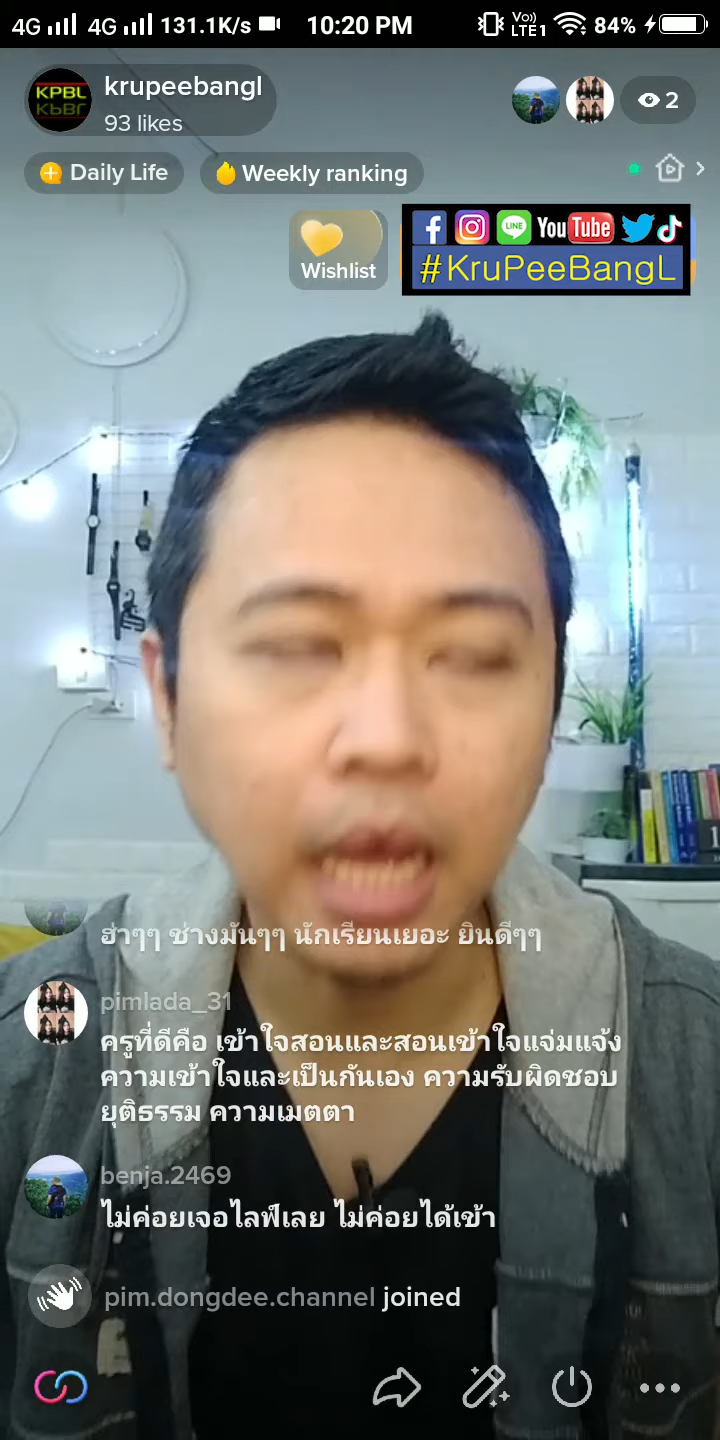 4G 4G 131.1K/s 10:20 PM Vo)) LTE1 84%
krupeebangl
93 likes
2
Daily Life
Weekly ranking
Wishlist
f LINE YouTube
#KruPeeBangL
KPBL
ฮ่าๆๆ ช่างมันๆๆ นักเรียนเยอะ ยินดีๆๆ
pimlada_31
ครูที่ดีคือ เข้าใจสอนและสอนเข้าใจแจ่มแจ้ง
ความเข้าใจและเป็นกันเอง ความรับผิดชอบ
ยุติธรรม ความเมตตา
benja.2469
ไม่ค่อยเจอไลฟ์เลย ไม่ค่อยได้เข้า
pim.dongdee.channel joined